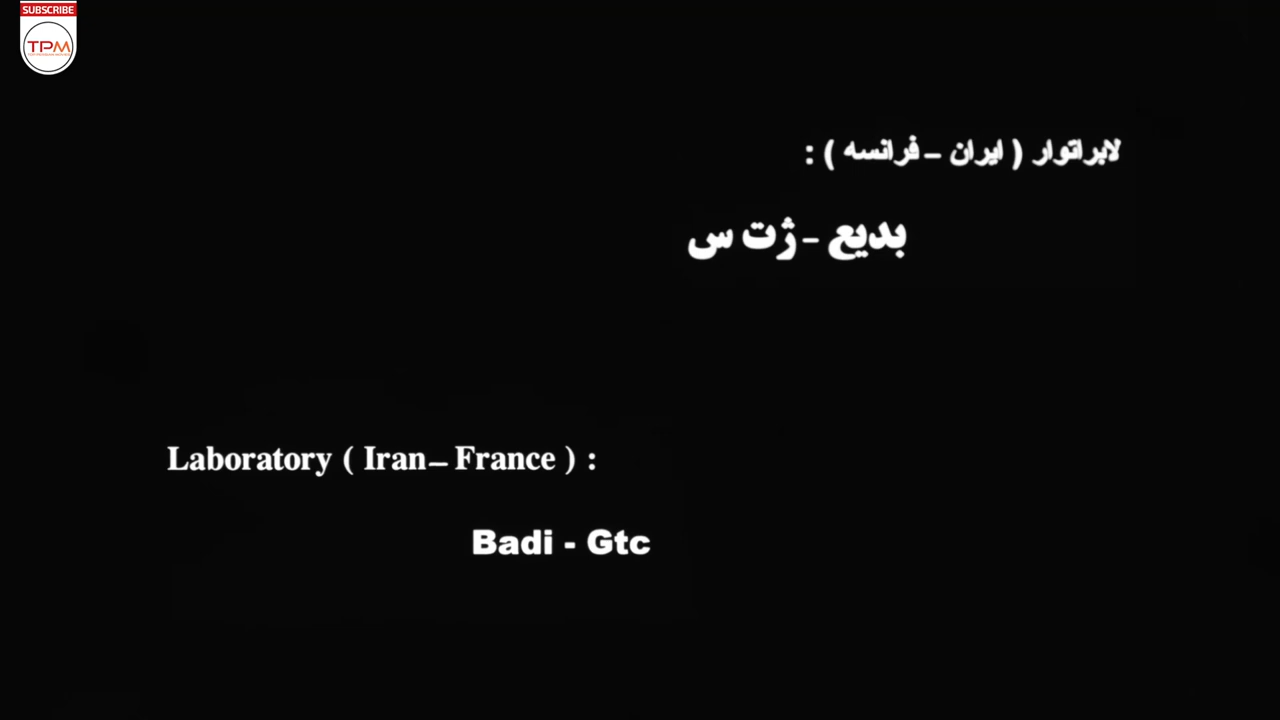 SUBSCRIBE
TPM
لابراتوار ( ایران – فرانسه ) :
بدیع - ژت س
Laboratory ( Iran – France ) :
Badi - Gtc